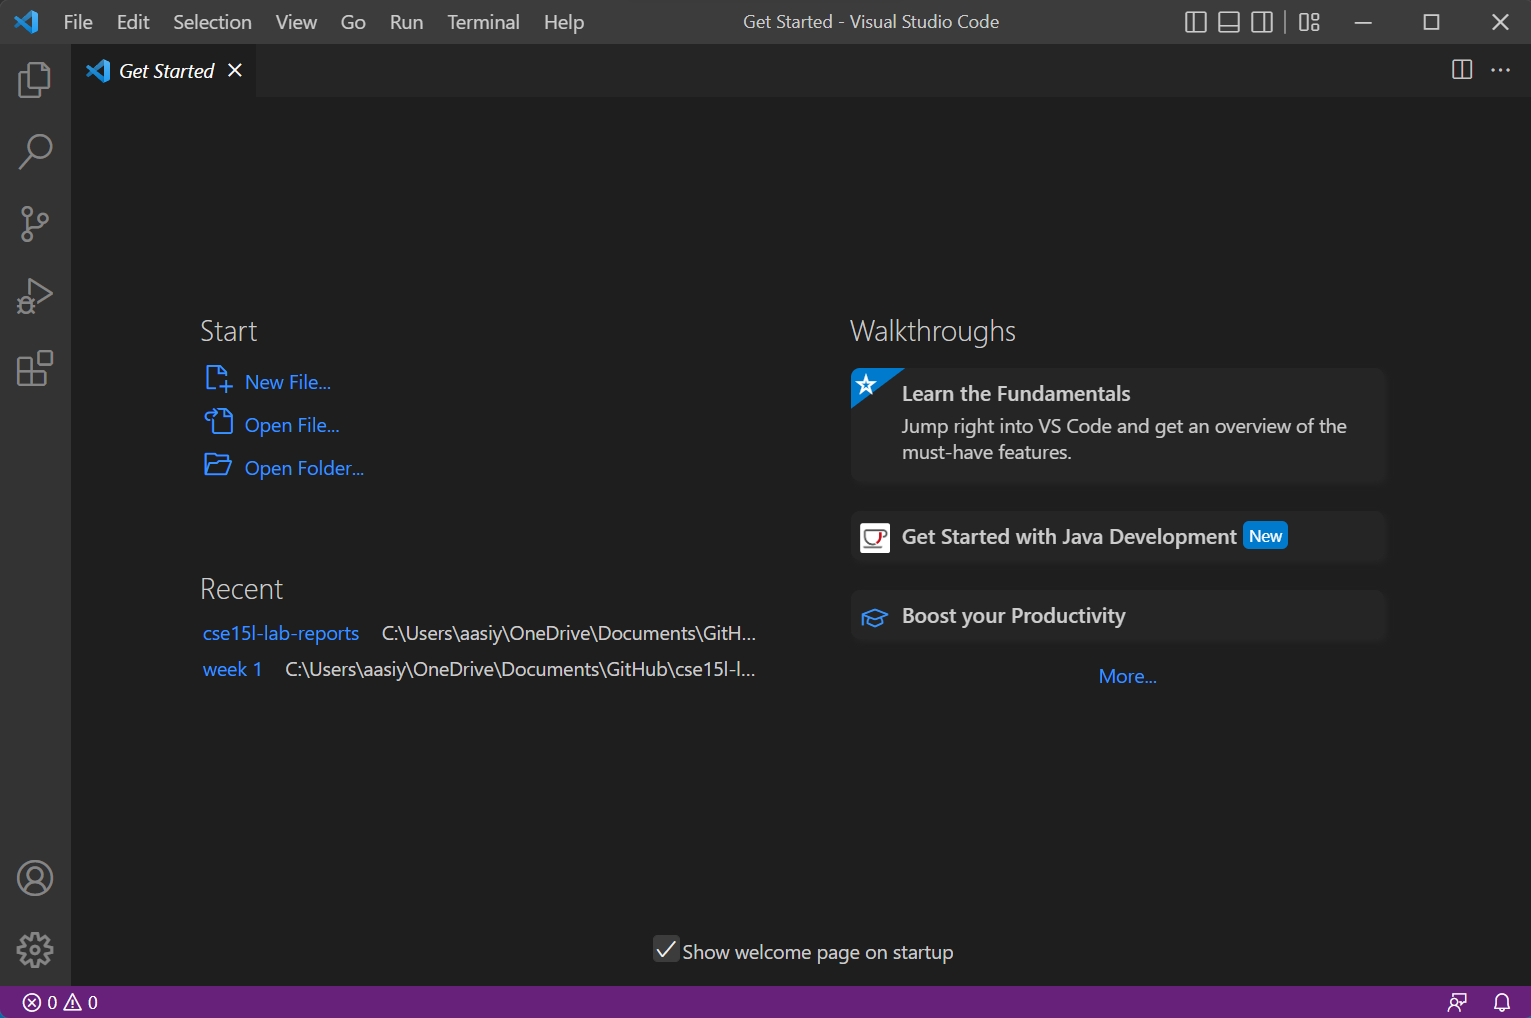 File Edit Selection View Go Run Terminal Help Get Started - Visual Studio Code
Get Started
Start
New File...
Open File...
Open Folder...
Recent
cse15l-lab-reports C:\Users\aasiy\OneDrive\Documents\GitH...
week 1 C:\Users\aasiy\OneDrive\Documents\GitHub\cse15l-l...
Walkthroughs
Learn the Fundamentals
Jump right into VS Code and get an overview of the
must-have features.
Get Started with Java Development New
Boost your Productivity
More...
Show welcome page on startup
0 0